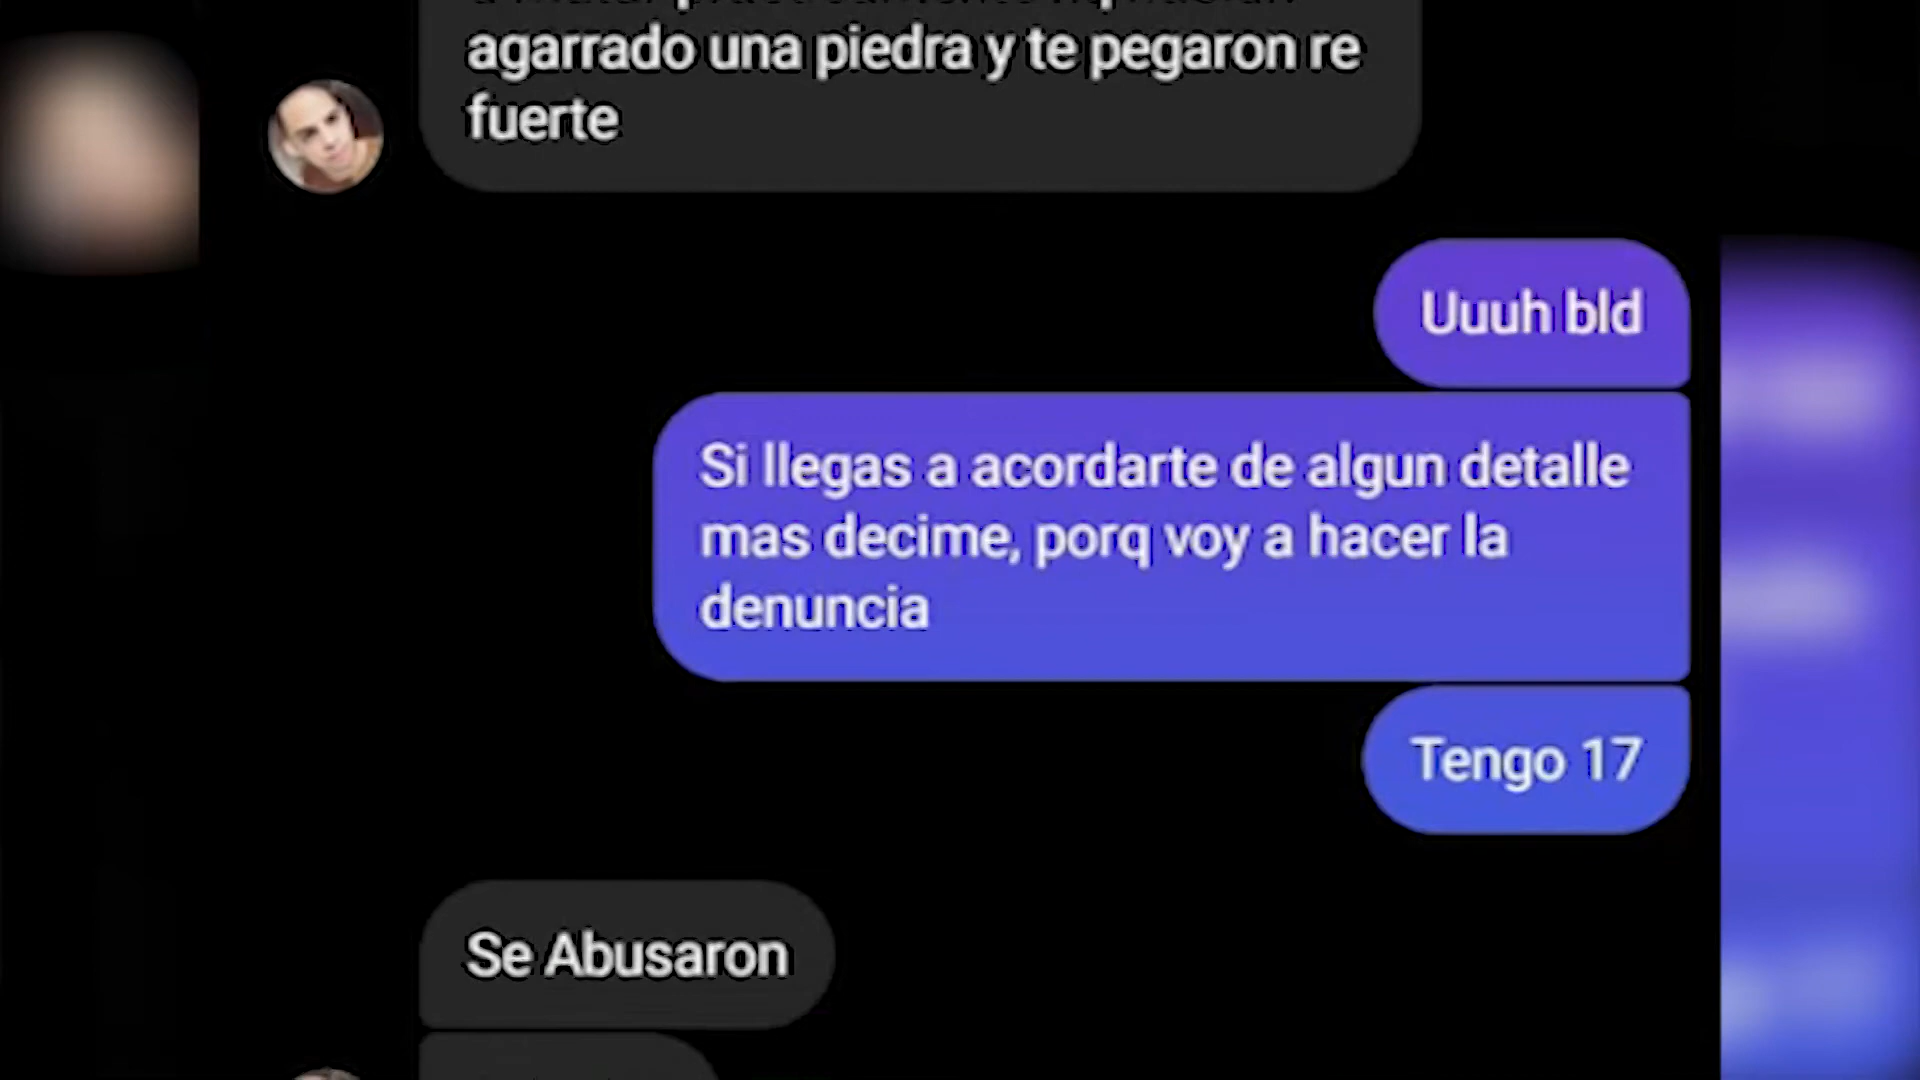 agarrado una piedra y te pegaron re
fuerte
Uuuh bld
Si llegas a acordarte de algun detalle
mas decime, porq voy a hacer la
denuncia
Tengo 17
Se Abusaron